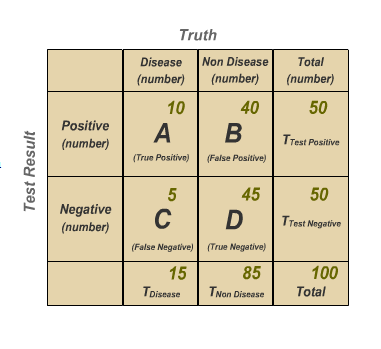 Truth
Disease
(number)
Non Disease
(number)
Total
(number)
Test Result
Positive
(number)
10
A
(True Positive)
40
B
(False Positive)
50
TTest Positive
Negative
(number)
5
C
(False Negative)
45
D
(True Negative)
50
TTest Negative
15
TDisease
85
TNon Disease
100
Total